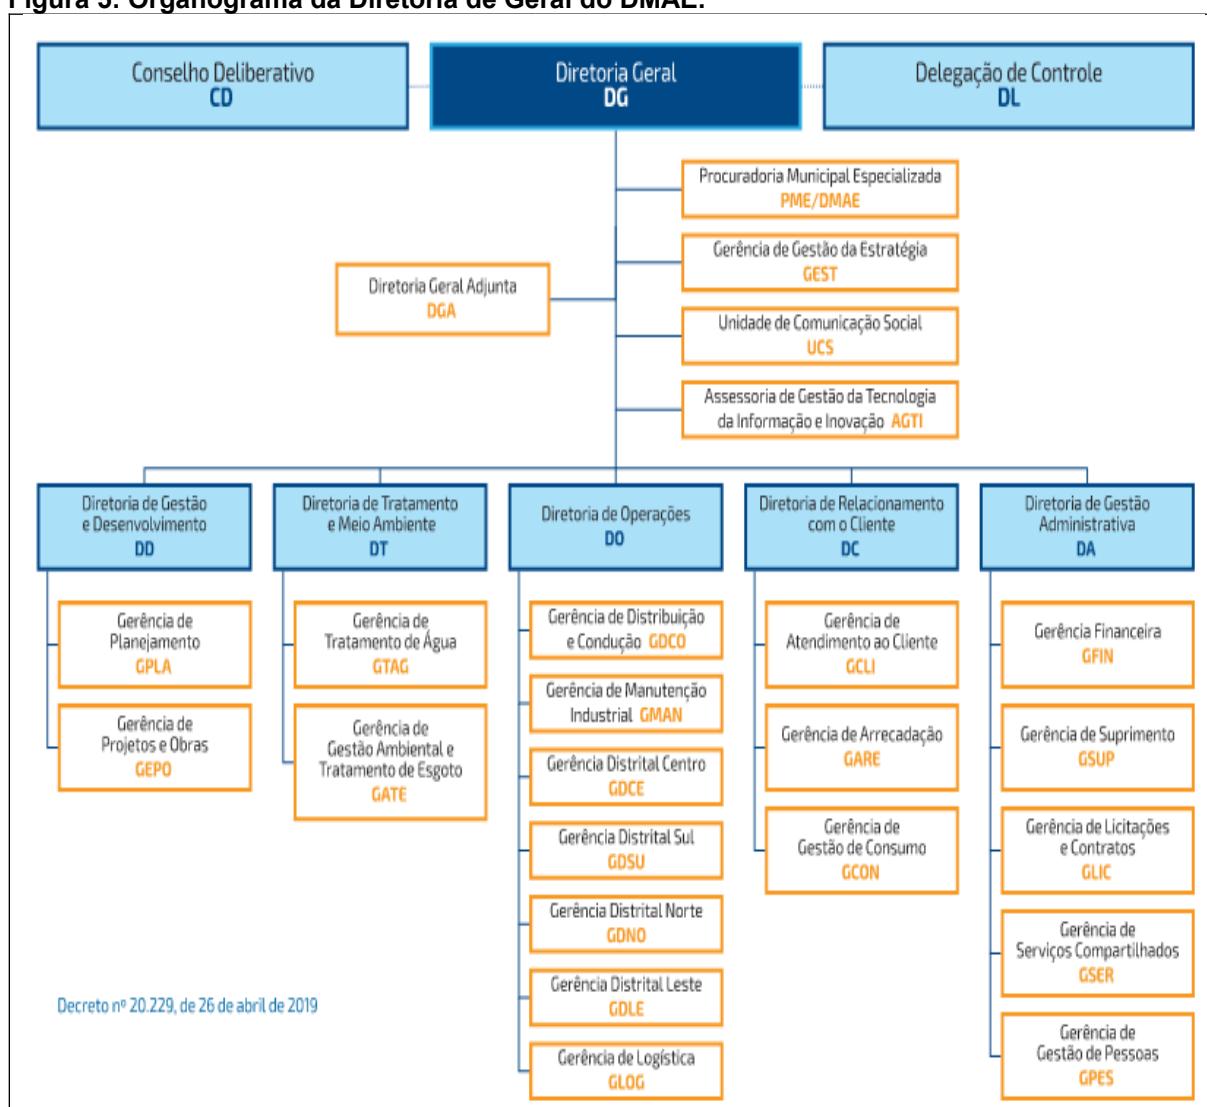 Figura 5: Organograma da Diretoria de Geral do DMAE.
Conselho Deliberativo
CD
Diretoria Geral
DG
Delegação de Controle
DL
Procuradoria Municipal Especializada
PME/DMAE
Gerência de Gestão da Estratégia
GEST
Diretoria Geral Adjunta
DGA
Unidade de Comunicação Social
UCS
Assessoria de Gestão da Tecnologia
da Informação e Inovação AGTI
Diretoria de Gestão
e Desenvolvimento
DD
Diretoria de Tratamento
e Meio Ambiente
DT
Diretoria de Operações
DO
Diretoria de Relacionamento
com o Cliente
DC
Diretoria de Gestão
Administrativa
DA
Gerência de
Planejamento
GPLA
Gerência de
Projetos e Obras
GEPO
Gerência de
Tratamento de Água
GTAG
Gerência de
Gestão Ambiental e
Tratamento de Esgoto
GATE
Gerência de Distribuição
e Condução GDCO
Gerência de Manutenção
Industrial GMAN
Gerência Distrital Centro
GDCE
Gerência Distrital Sul
GDSU
Gerência Distrital Norte
GDNO
Gerência Distrital Leste
GDLE
Gerência de Logística
GLOG
Gerência de
Atendimento ao Cliente
GCLI
Gerência de Arrecadação
GARE
Gerência de
Gestão de Consumo
GCON
Gerência Financeira
GFIN
Gerência de Suprimento
GSUP
Gerência de Licitações
e Contratos
GLIC
Gerência de
Serviços Compartilhados
GSER
Gerência de
Gestão de Pessoas
GPES
Decreto nº 20.229, de 26 de abril de 2019